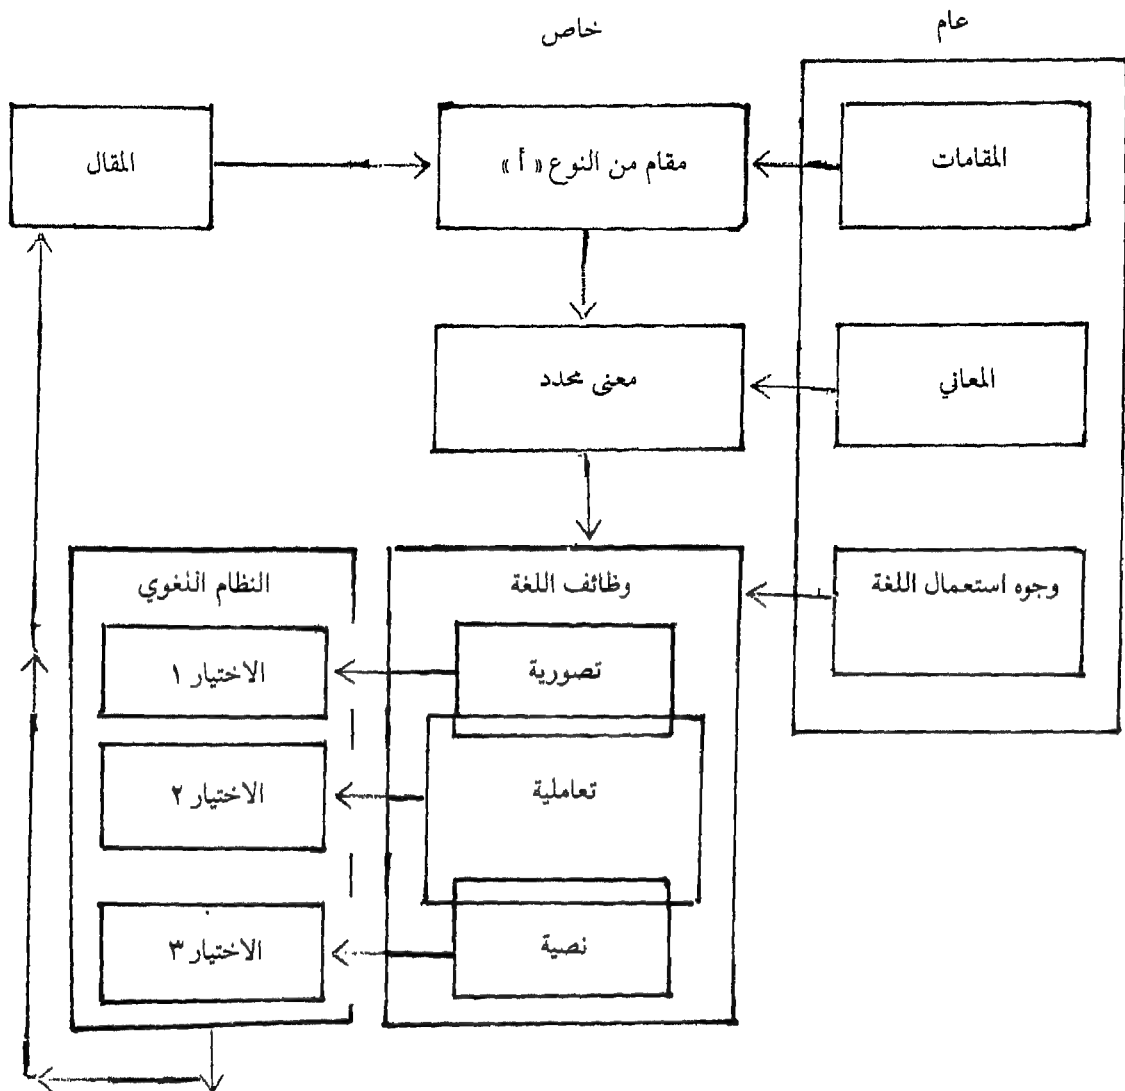 عام
خاص
المقامات
مقام من النوع « أ »
المقال
المعاني
معنى محدد
وجوه استعمال اللغة
وظائف اللغة
النظام اللغوي
تصورية
الاختيار ١
تعاملية
الاختيار ٢
نصية
الاختيار ٣